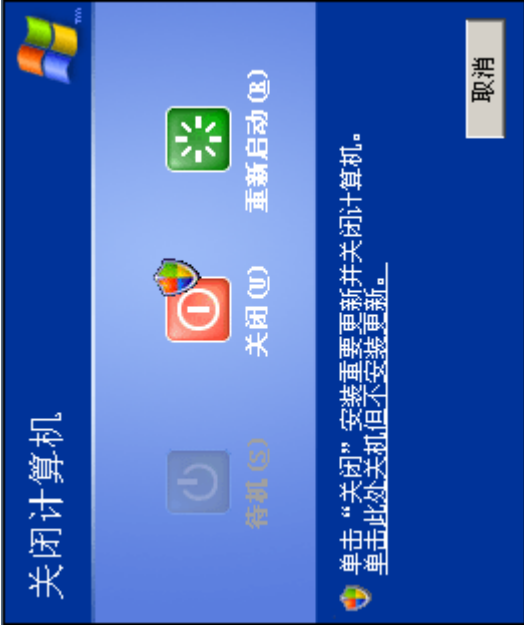 关闭计算机
TM
待机(S)
关闭(U)
重新启动(R)
单击“关闭”安装重要更新并关闭计算机。
单击此处关机但不安装更新。
取消